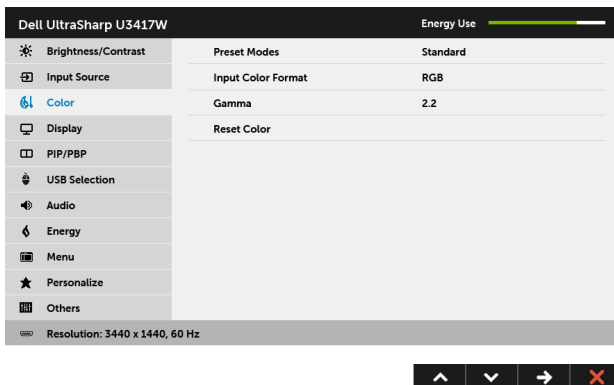 Dell UltraSharp U3417W Energy Use
Brightness/Contrast Preset Modes Standard
Input Source Input Color Format RGB
Color Gamma 2.2
Display Reset Color
PIP/PBP
USB Selection
Audio
Energy
Menu
Personalize
Others
Resolution: 3440 x 1440, 60 Hz